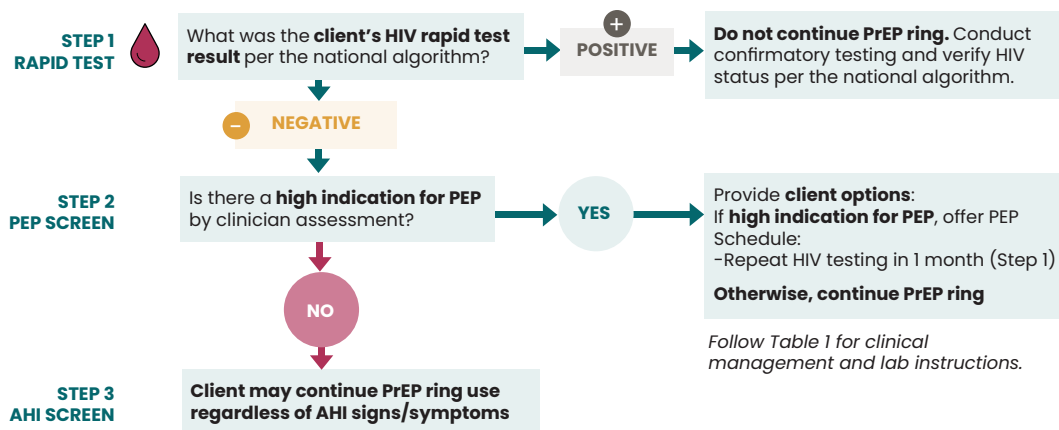 STEP 1
RAPID TEST
What was the client's HIV rapid test
result per the national algorithm?
+
POSITIVE
Do not continue PrEP ring. Conduct
confirmatory testing and verify HIV
status per the national algorithm.
–
NEGATIVE
STEP 2
PEP SCREEN
Is there a high indication for PEP
by clinician assessment?
YES
Provide client options:
If high indication for PEP, offer PEP
Schedule:
-Repeat HIV testing in 1 month (Step 1)
Otherwise, continue PrEP ring
NO
Follow Table 1 for clinical
management and lab instructions.
STEP 3
AHI SCREEN
Client may continue PrEP ring use
regardless of AHI signs/symptoms